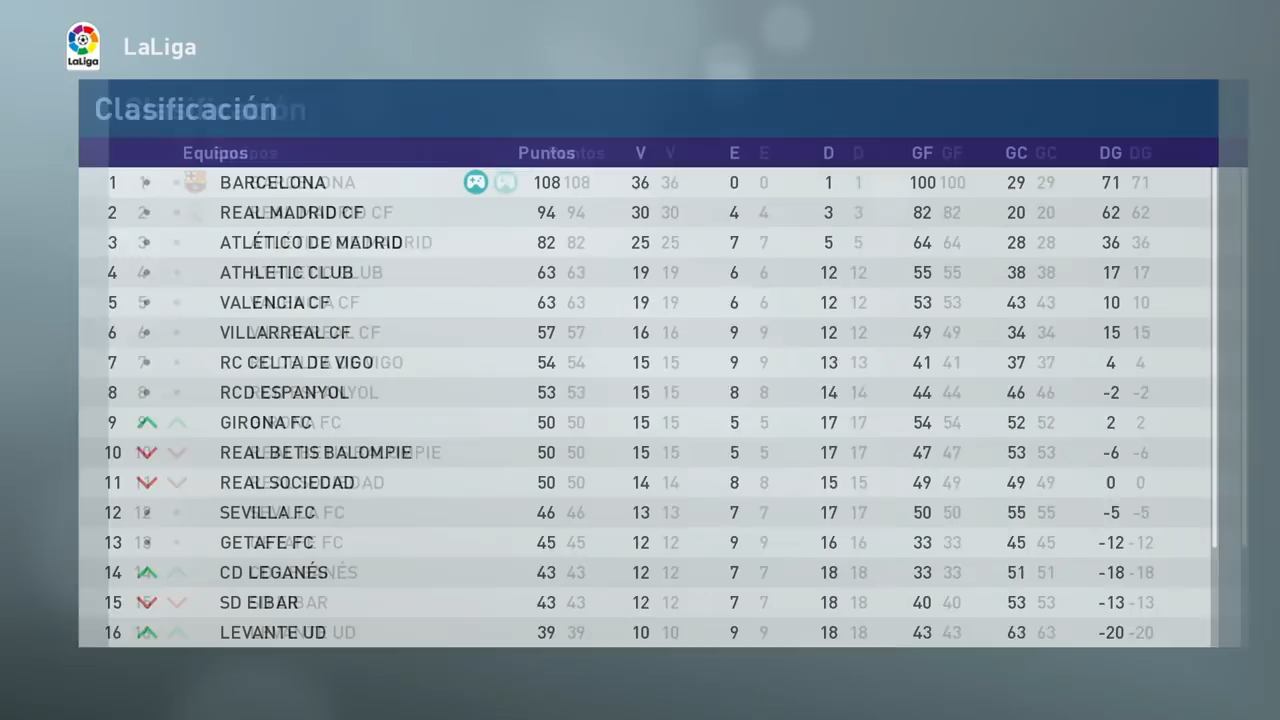 LaLiga
LaLiga
Clasificación
Equipos Puntos V E D GF GC DG
1 BARCELONA 108 36 0 1 100 29 71
2 REAL MADRID CF 94 30 4 3 82 20 62
3 ATLÉTICO DE MADRID 82 25 7 5 64 28 36
4 ATHLETIC CLUB 63 19 6 12 55 38 17
5 VALENCIA CF 63 19 6 12 53 43 10
6 VILLARREAL CF 57 16 9 12 49 34 15
7 RC CELTA DE VIGO 54 15 9 13 41 37 4
8 RCD ESPANYOL 53 15 8 14 44 46 -2
9 GIRONA FC 50 15 5 17 54 52 2
10 REAL BETIS BALOMPIE 50 15 5 17 47 53 -6
11 REAL SOCIEDAD 50 14 8 15 49 49 0
12 SEVILLA FC 46 13 7 17 50 55 -5
13 GETAFE FC 45 12 9 16 33 45 -12
14 CD LEGANÉS 43 12 7 18 33 51 -18
15 SD EIBAR 43 12 7 18 40 53 -13
16 LEVANTE UD 39 10 9 18 43 63 -20